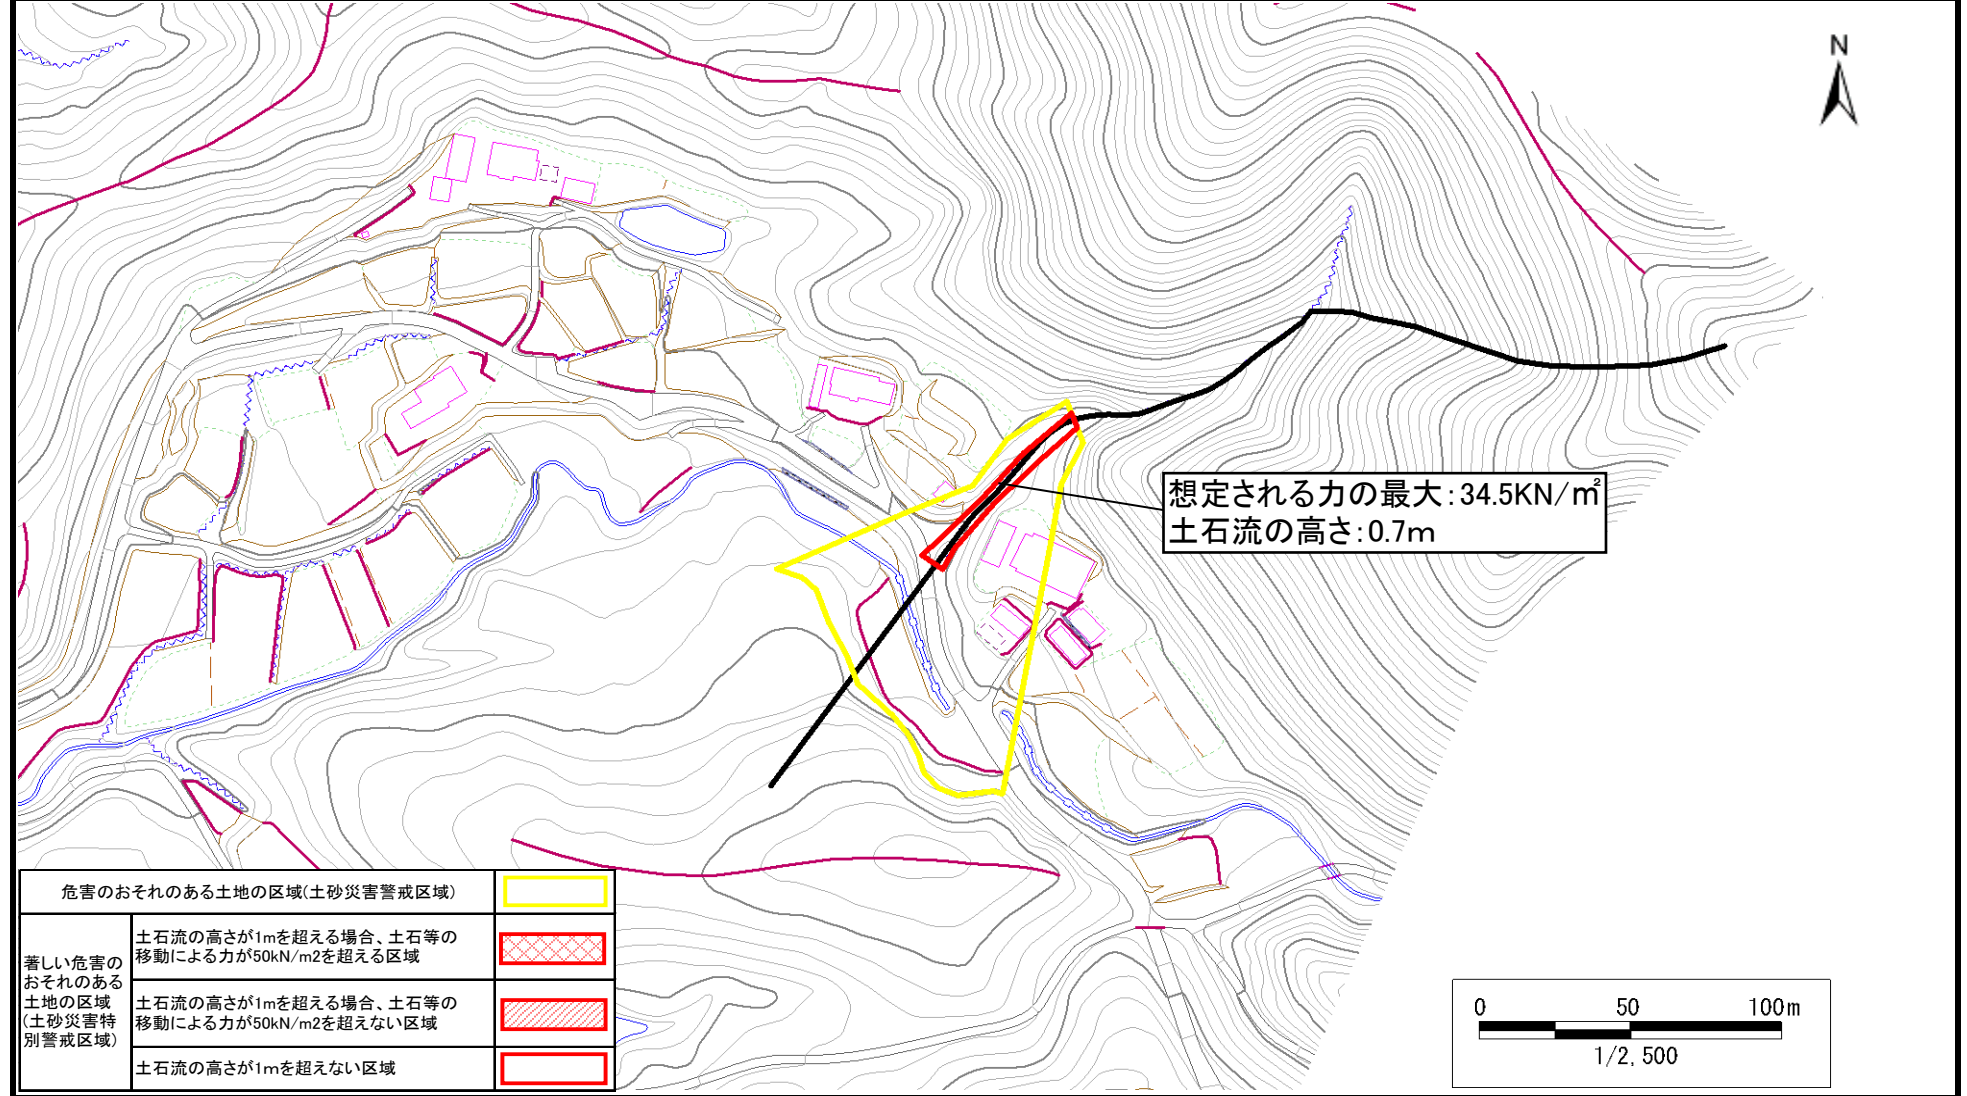 N
想定される力の最大:34.5KN/㎡
土石流の高さ:0.7m
危害のおそれのある土地の区域(土砂災害警戒区域)
著しい危害の
おそれのある
土地の区域
(土砂災害特
別警戒区域)
土石流の高さが1mを超える場合、土石等の
移動による力が50kN/m2を超える区域
土石流の高さが1mを超える場合、土石等の
移動による力が50kN/m2を超えない区域
土石流の高さが1mを超えない区域
0 50 100m
1/2,500